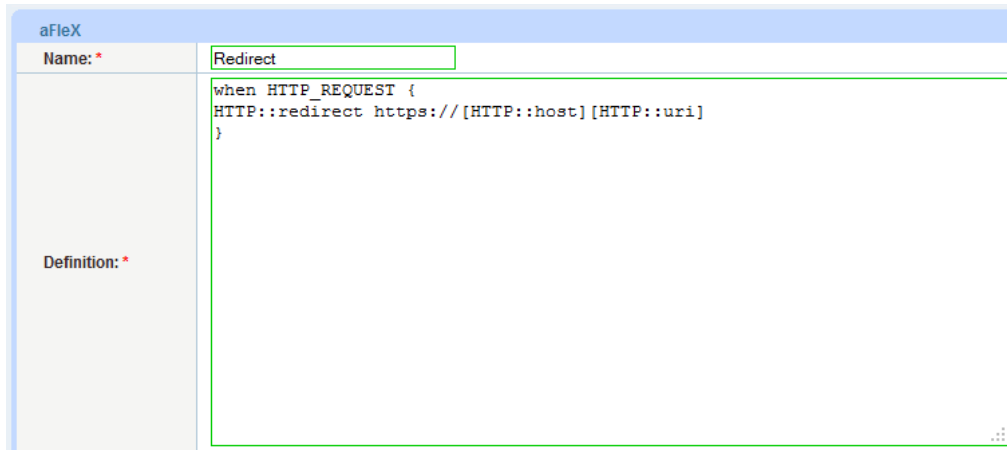 aFleX
Name: * Redirect
when HTTP_REQUEST {
HTTP::redirect https://[HTTP::host][HTTP::uri]
}
Definition: *